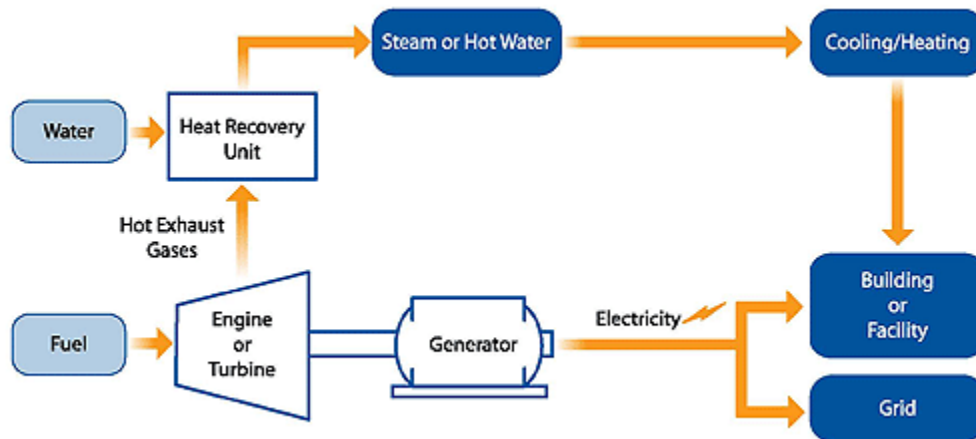 Steam or Hot Water
Cooling/Heating
Water
Heat Recovery
Unit
Hot Exhaust
Gases
Fuel
Engine
or
Turbine
Generator
Electricity
Building
or
Facility
Grid